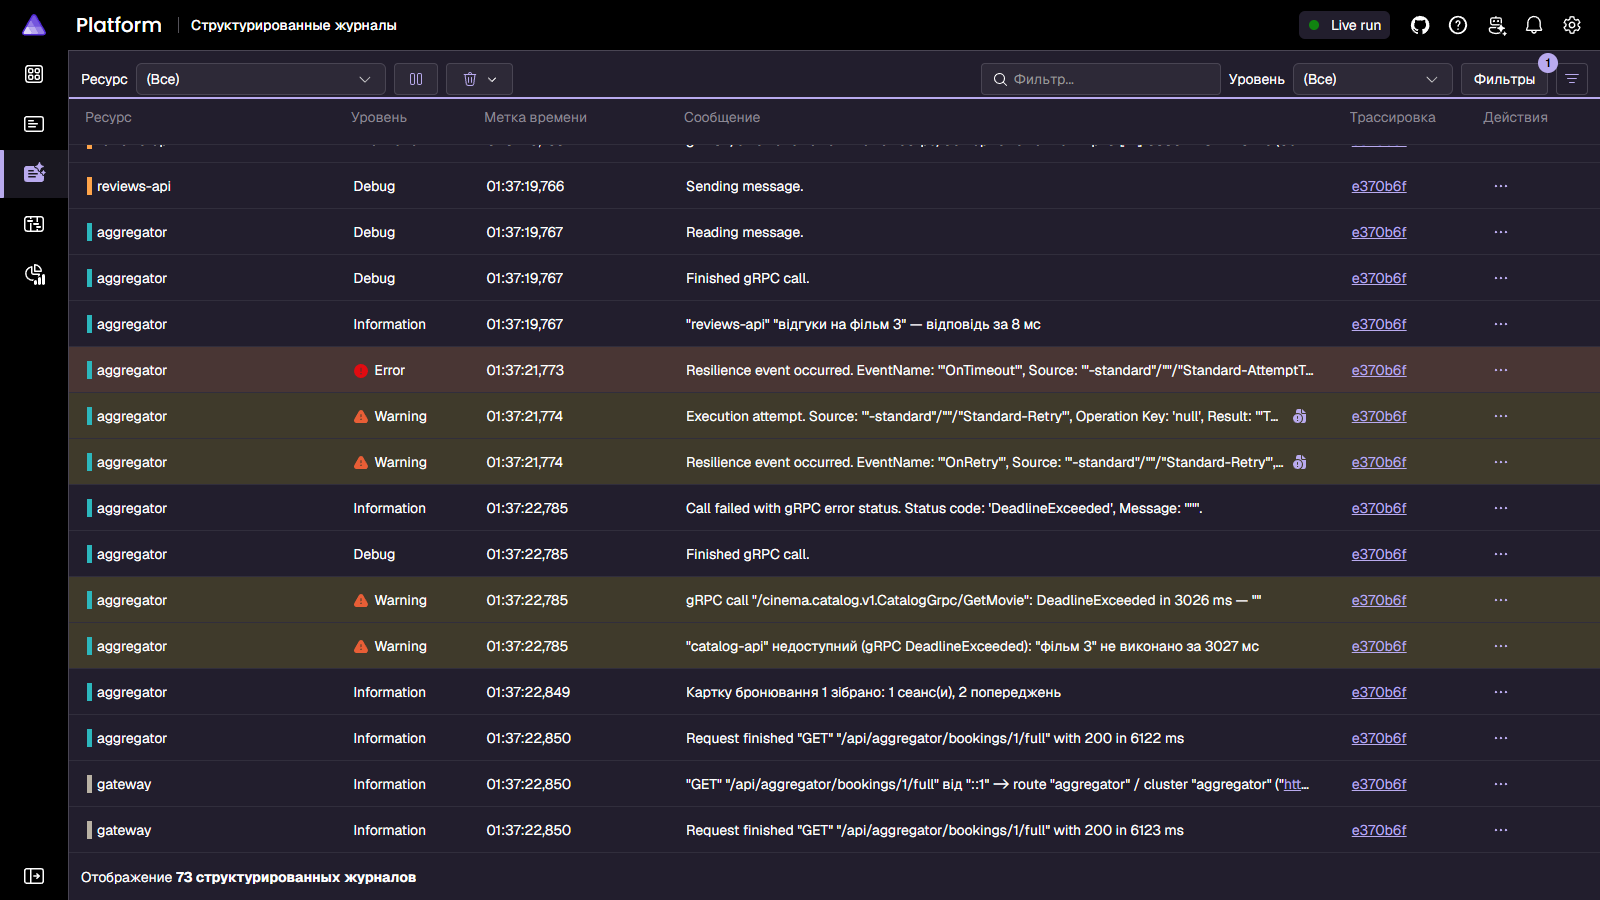 Platform
Структурированные журналы
Live run
Ресурс (Все)
Фильтр...
Уровень (Все)
Фильтры 1
Ресурс Уровень Метка времени Сообщение Трассировка Действия
reviews-api Debug 01:37:19,766 Sending message. e370b6f ...
aggregator Debug 01:37:19,767 Reading message. e370b6f ...
aggregator Debug 01:37:19,767 Finished gRPC call. e370b6f ...
aggregator Information 01:37:19,767 "reviews-api" "відгуки на фільм 3" — відповідь за 8 мс e370b6f ...
aggregator Error 01:37:21,773 Resilience event occurred. EventName: '"OnTimeout"', Source: '"-standard"/""/"Standard-AttemptT... e370b6f ...
aggregator Warning 01:37:21,774 Execution attempt. Source: '"-standard"/""/"Standard-Retry"', Operation Key: 'null', Result: '"T... e370b6f ...
aggregator Warning 01:37:21,774 Resilience event occurred. EventName: '"OnRetry"', Source: '"-standard"/""/"Standard-Retry"',... e370b6f ...
aggregator Information 01:37:22,785 Call failed with gRPC error status. Status code: 'DeadlineExceeded', Message: '""'. e370b6f ...
aggregator Debug 01:37:22,785 Finished gRPC call. e370b6f ...
aggregator Warning 01:37:22,785 gRPC call "/cinema.catalog.v1.CatalogGrpc/GetMovie": DeadlineExceeded in 3026 ms — "" e370b6f ...
aggregator Warning 01:37:22,785 "catalog-api" недоступний (gRPC DeadlineExceeded): "фільм 3" не виконано за 3027 мс e370b6f ...
aggregator Information 01:37:22,849 Картку бронювання 1 зібрано: 1 сеанс(и), 2 попереджень e370b6f ...
aggregator Information 01:37:22,850 Request finished "GET" "/api/aggregator/bookings/1/full" with 200 in 6122 ms e370b6f ...
gateway Information 01:37:22,850 "GET" "/api/aggregator/bookings/1/full" від "::1" → route "aggregator" / cluster "aggregator" ("htt... e370b6f ...
gateway Information 01:37:22,850 Request finished "GET" "/api/aggregator/bookings/1/full" with 200 in 6123 ms e370b6f ...
Отображение 73 структурированных журналов